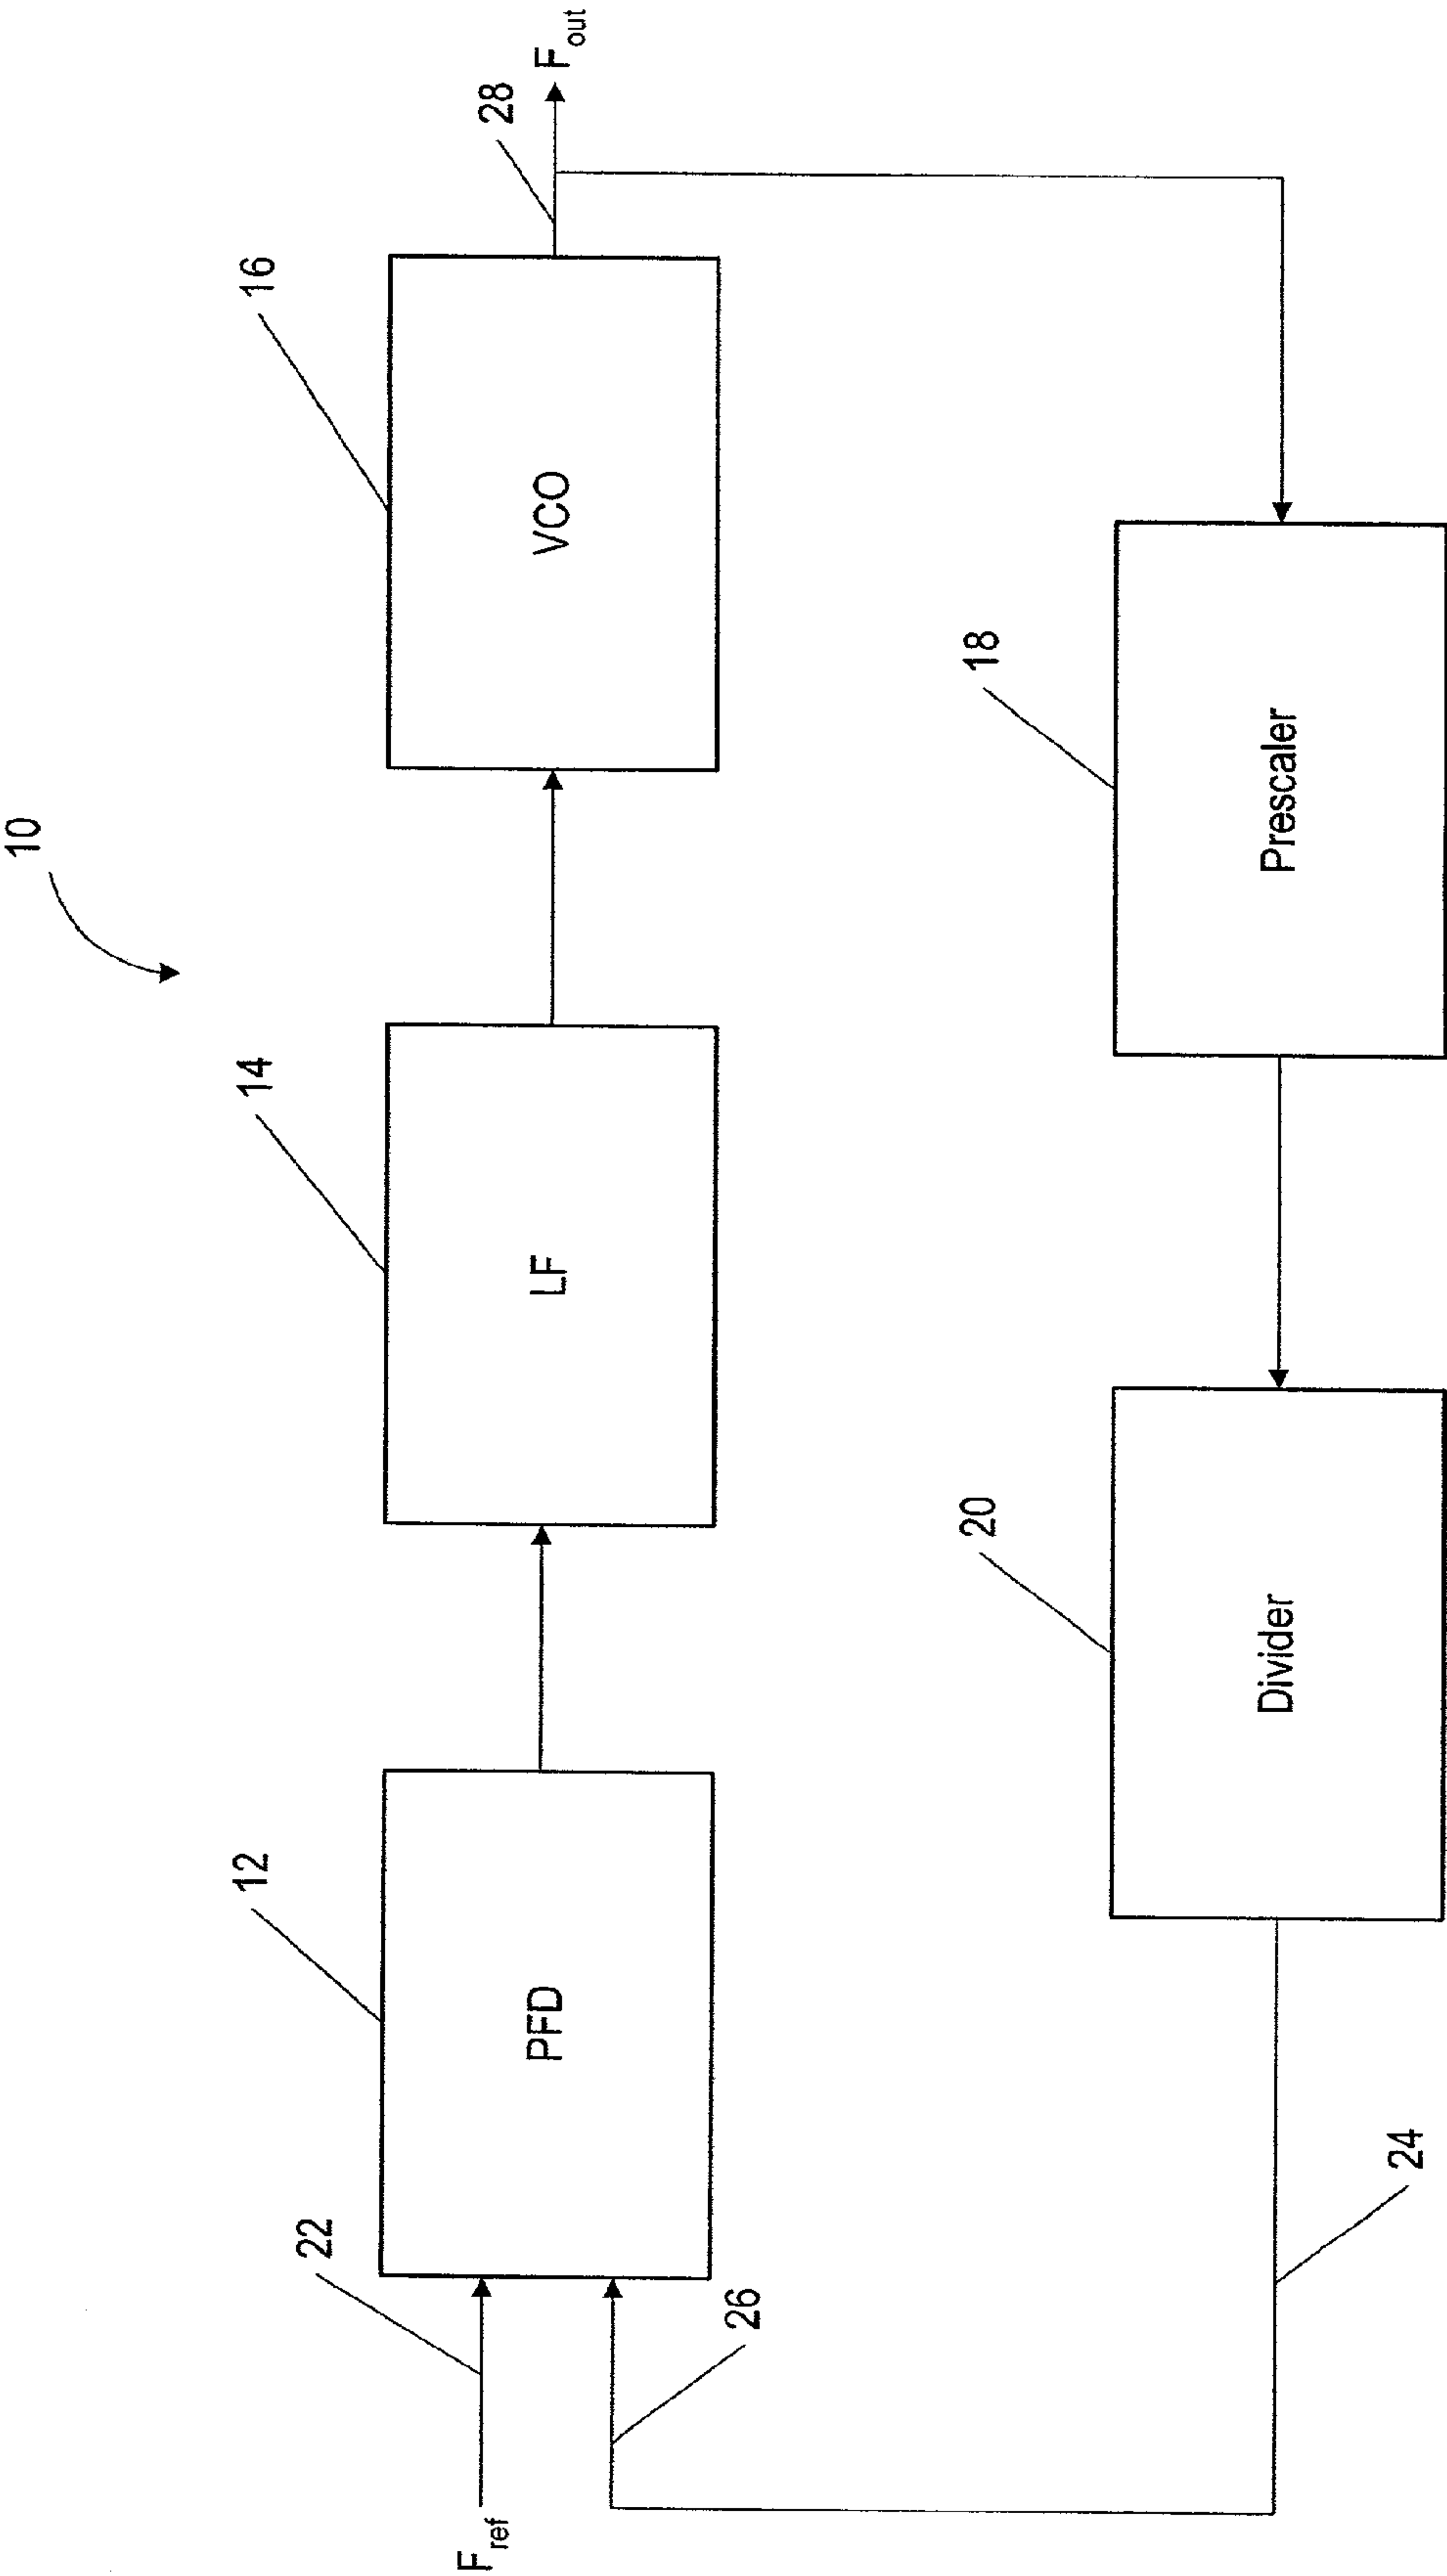 10
12
14
16
28
22
F_ref
PFD
LF
VCO
F_out
26
20
18
Divider
Prescaler
24